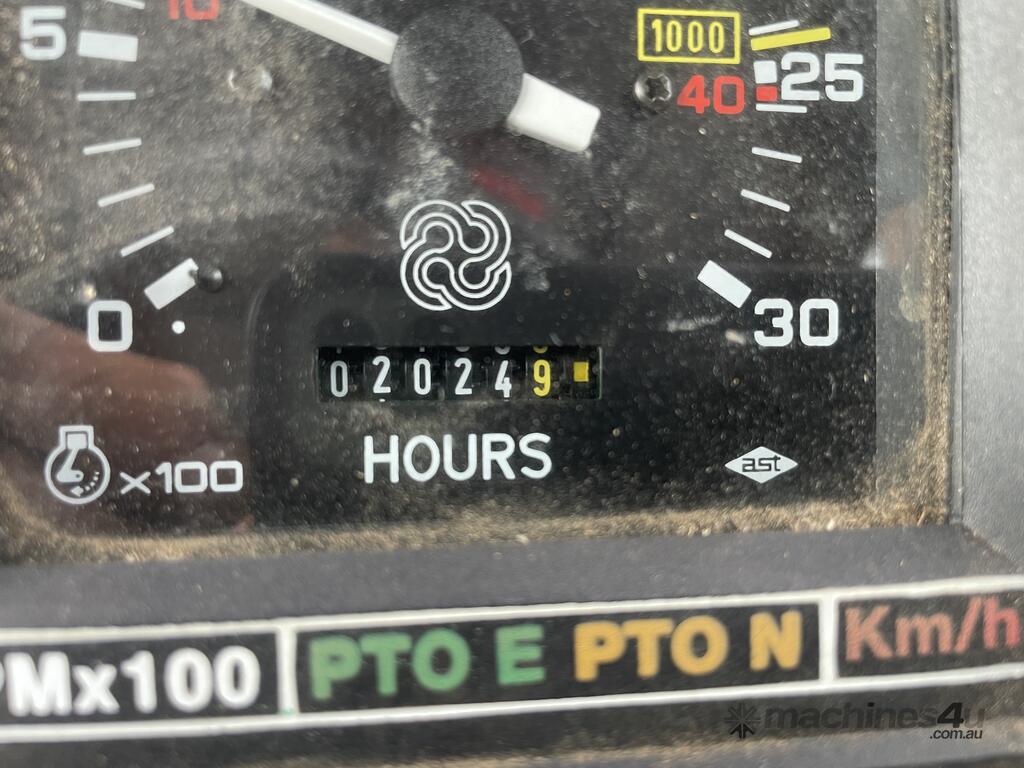 5
10
1000
40
25
0
30
020249
HOURS
x100
ast
PMx100
PTO E
PTO N
Km/h
machines4u
.com.au